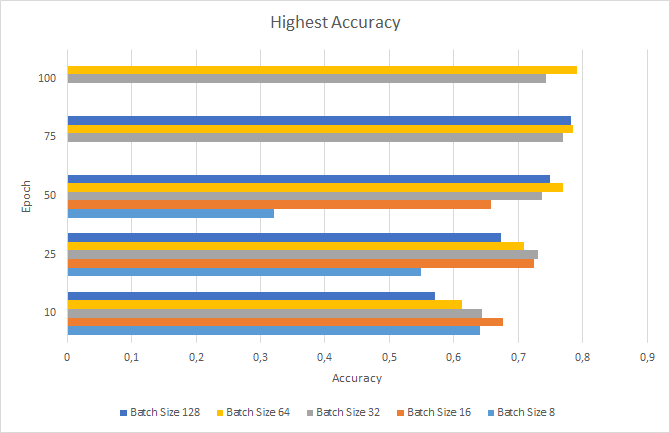 Highest Accuracy
100
75
50
25
10
Epoch
0 0,1 0,2 0,3 0,4 0,5 0,6 0,7 0,8 0,9
Accuracy
Batch Size 128 Batch Size 64 Batch Size 32 Batch Size 16 Batch Size 8